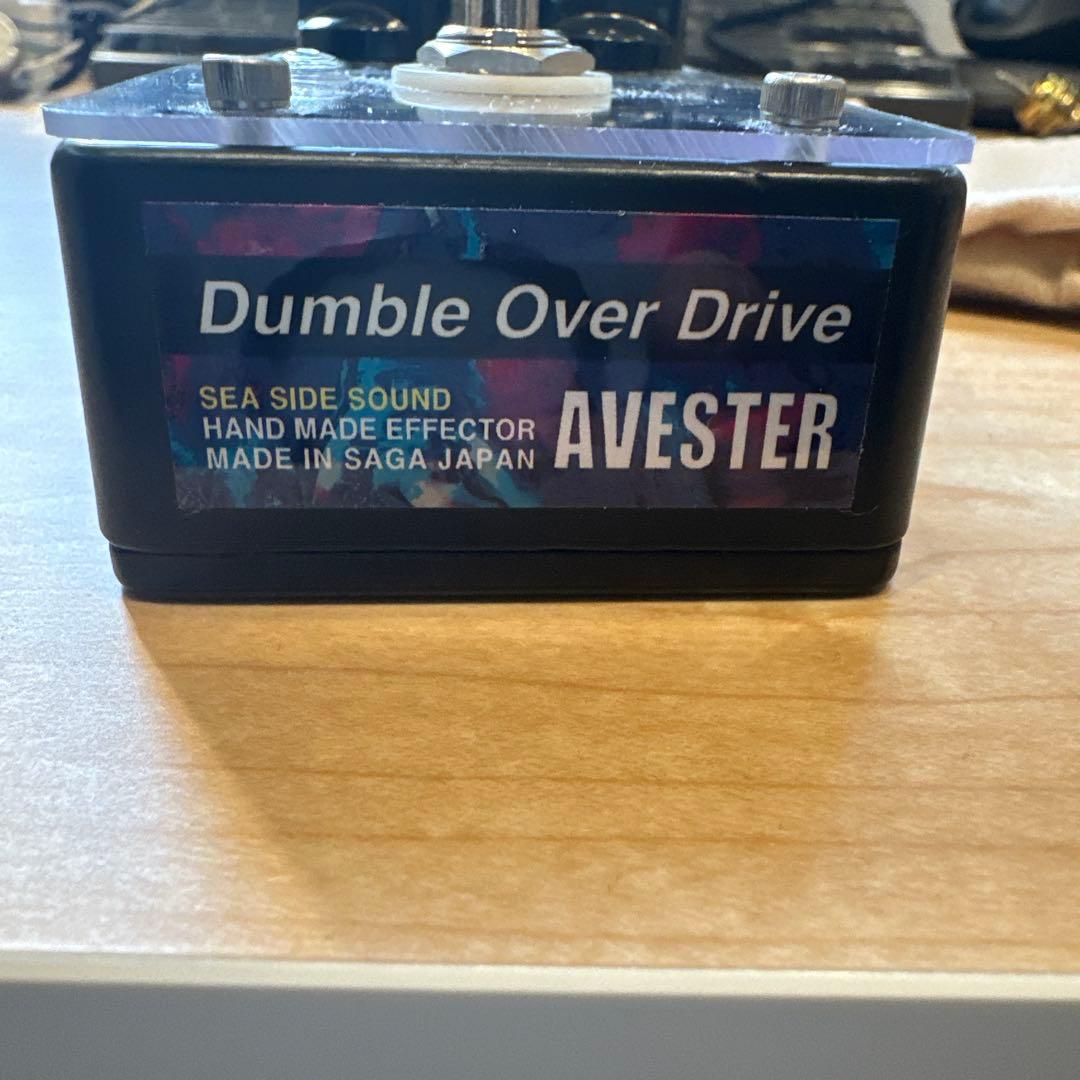 Dumble Over Drive
SEA SIDE SOUND
HAND MADE EFFECTOR
MADE IN SAGA JAPAN
AVESTER